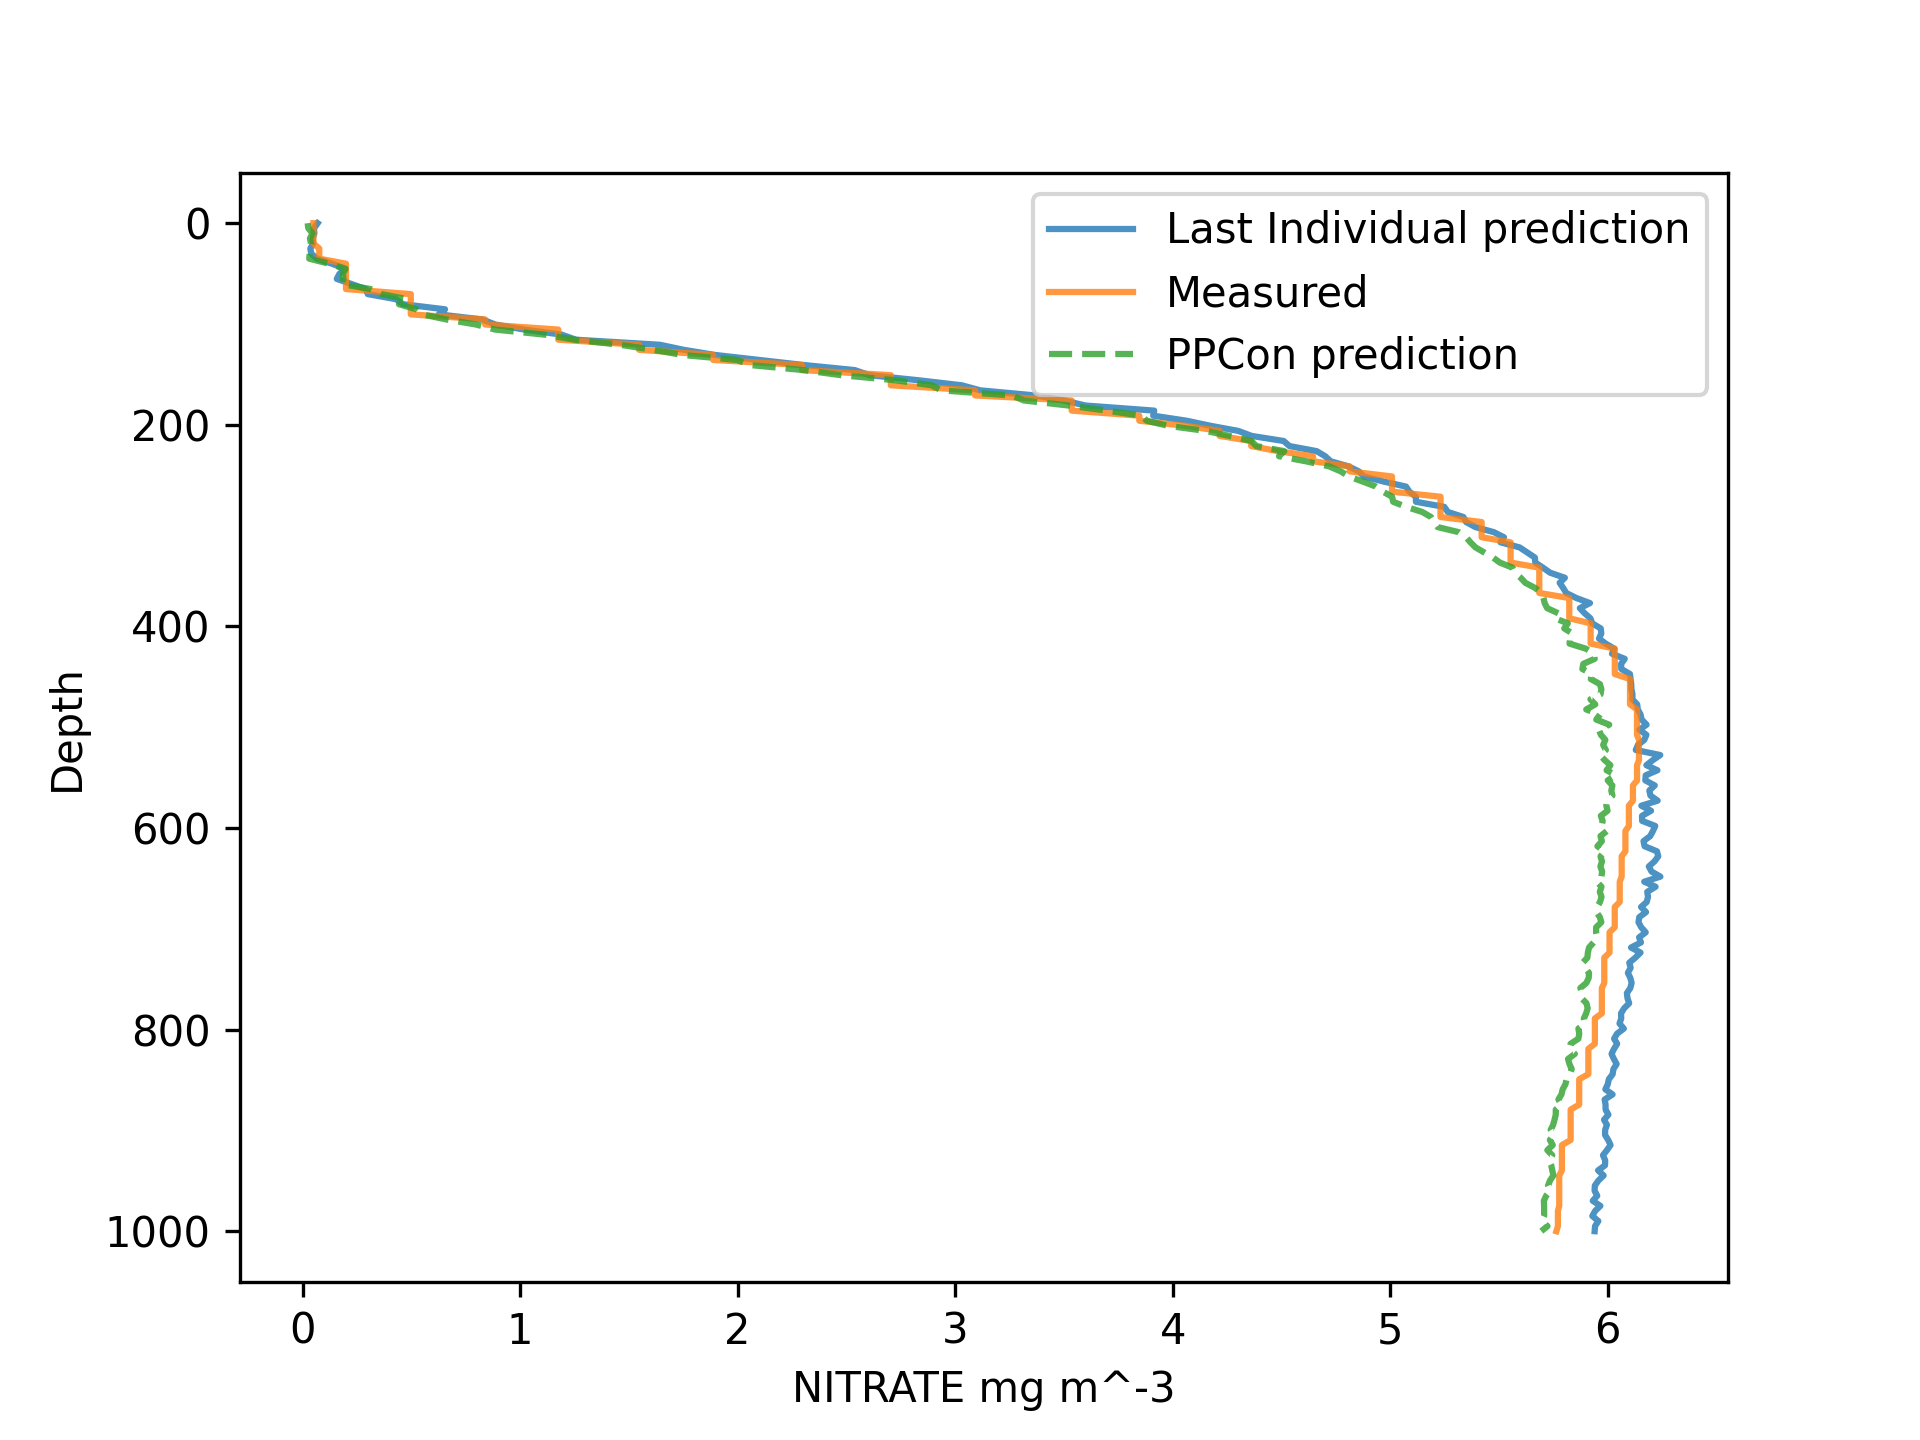 Last Individual prediction
Measured
PPCon prediction
0
200
400
600
800
1000
Depth
0 1 2 3 4 5 6
NITRATE mg m^-3